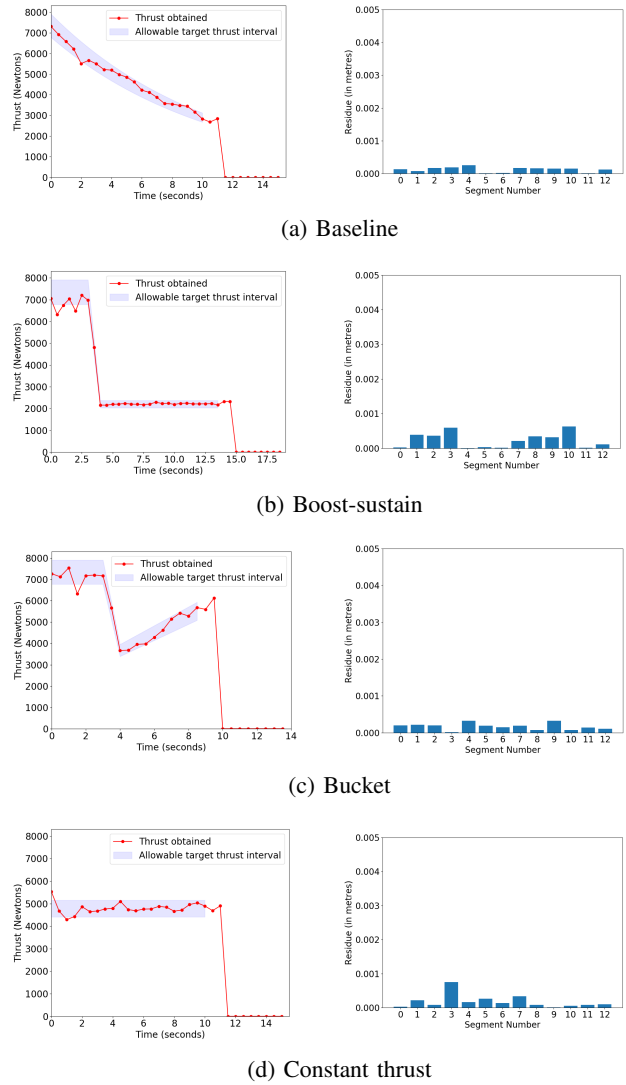 8000
7000
6000
5000
4000
3000
2000
1000
0
Thrust (Newtons)
Thrust obtained
Allowable target thrust interval
0 2 4 6 8 10 12 14
Time (seconds)
0.005
0.004
0.003
0.002
0.001
0.000
Residue (in metres)
0 1 2 3 4 5 6 7 8 9 10 11 12
Segment Number
(a) Baseline
8000
7000
6000
5000
4000
3000
2000
1000
0
Thrust (Newtons)
Thrust obtained
Allowable target thrust interval
0.0 2.5 5.0 7.5 10.0 12.5 15.0 17.5
Time (seconds)
0.005
0.004
0.003
0.002
0.001
0.000
Residue (in metres)
0 1 2 3 4 5 6 7 8 9 10 11 12
Segment Number
(b) Boost-sustain
8000
7000
6000
5000
4000
3000
2000
1000
0
Thrust (Newtons)
Thrust obtained
Allowable target thrust interval
0 2 4 6 8 10 12 14
Time (seconds)
0.005
0.004
0.003
0.002
0.001
0.000
Residue (in metres)
0 1 2 3 4 5 6 7 8 9 10 11 12
Segment Number
(c) Bucket
8000
7000
6000
5000
4000
3000
2000
1000
0
Thrust (Newtons)
Thrust obtained
Allowable target thrust interval
0 2 4 6 8 10 12 14
Time (seconds)
0.005
0.004
0.003
0.002
0.001
0.000
Residue (in metres)
0 1 2 3 4 5 6 7 8 9 10 11 12
Segment Number
(d) Constant thrust